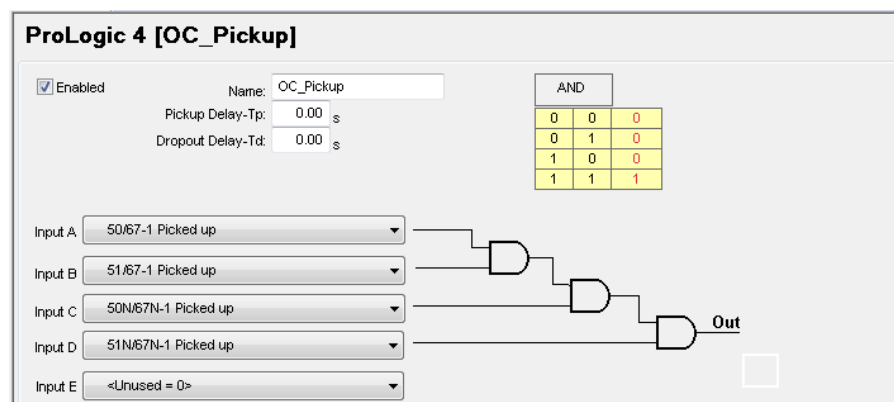 ProLogic 4 [OC_Pickup]
Enabled
Name: OC_Pickup
Pickup Delay-Tp: 0.00 s
Dropout Delay-Td: 0.00 s
AND
0 0 0
0 1 0
1 0 0
1 1 1
Input A 50/67-1 Picked up
Input B 51/67-1 Picked up
Input C 50N/67N-1 Picked up
Input D 51N/67N-1 Picked up
Out
Input E <Unused = 0>